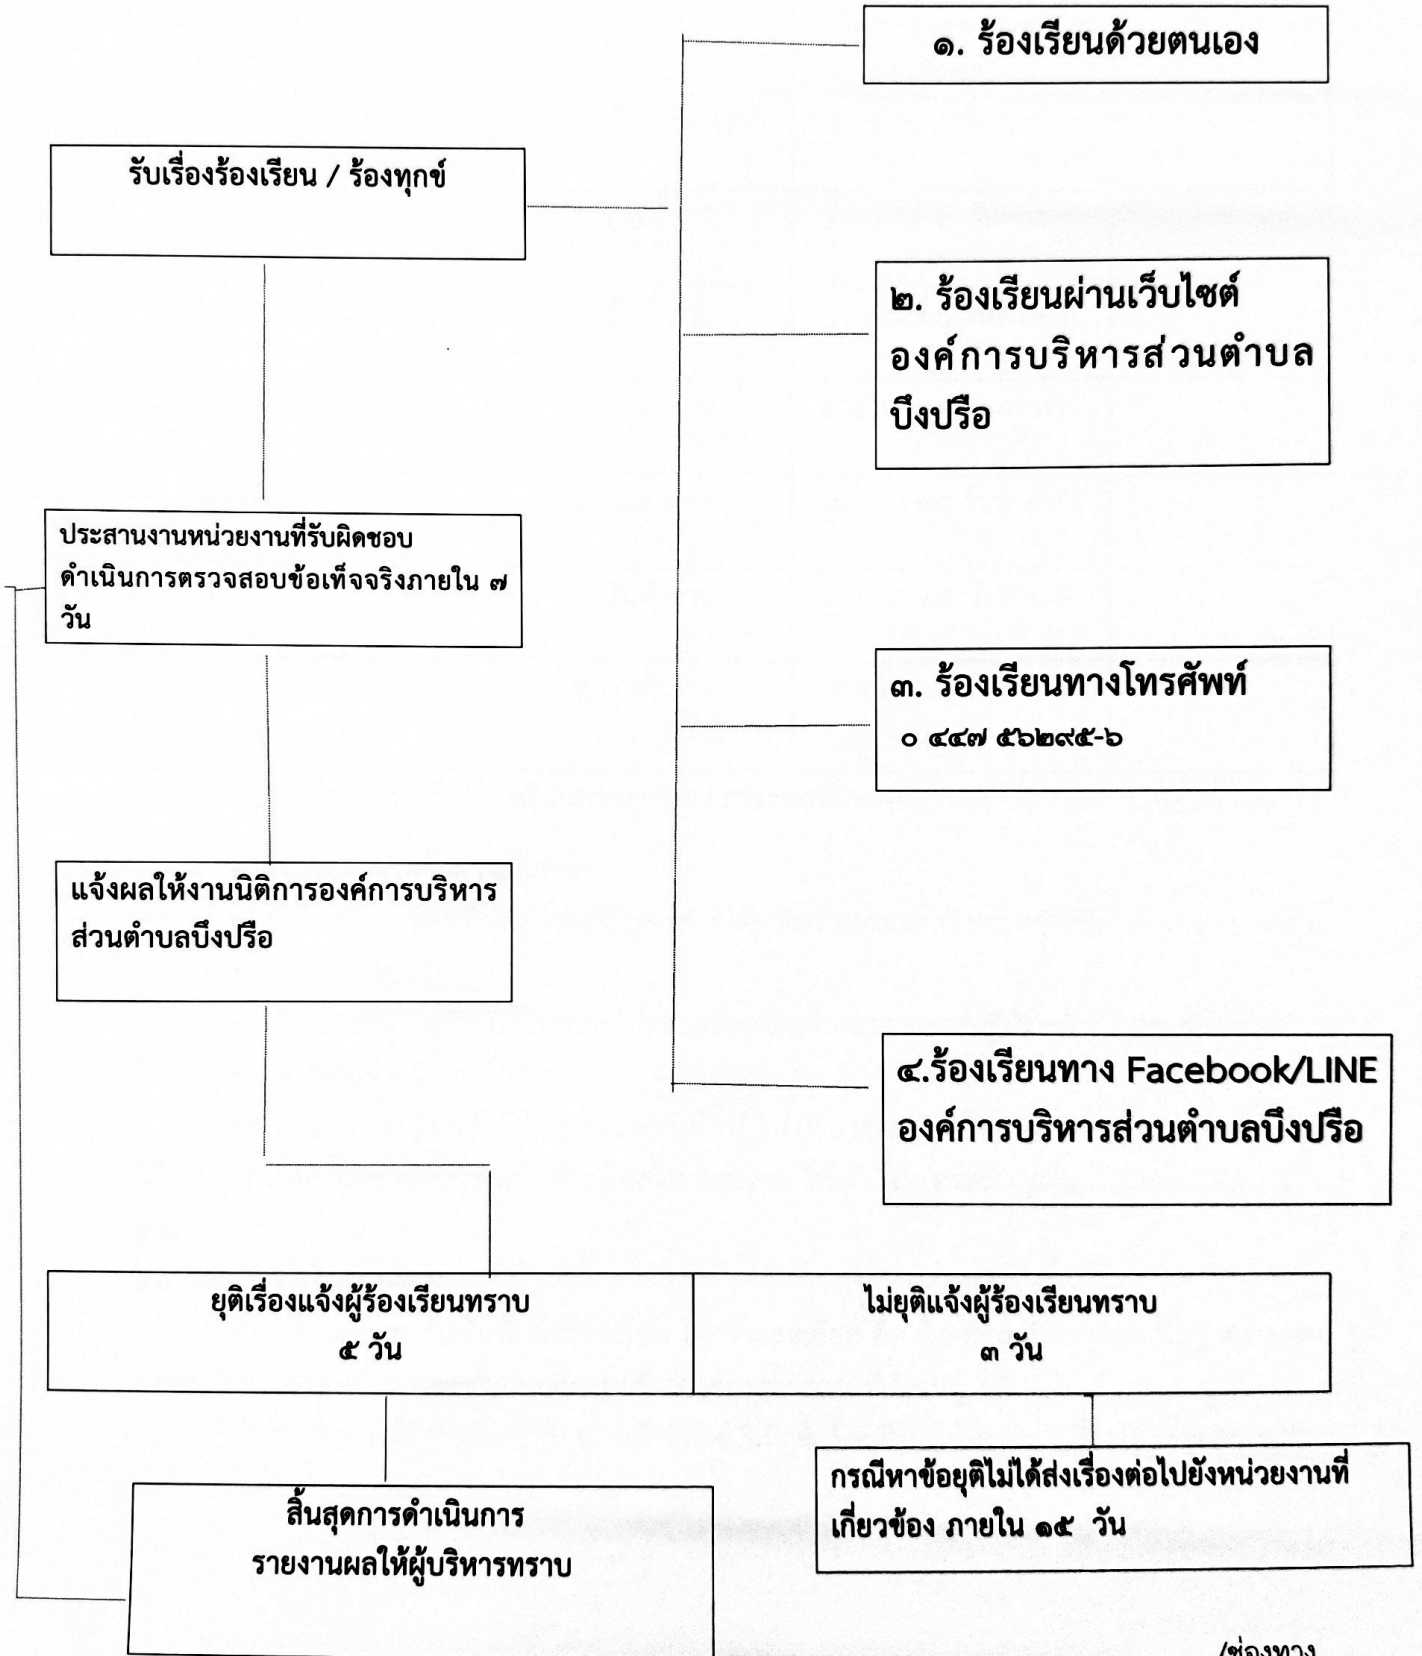 ๑. ร้องเรียนด้วยตนเอง
รับเรื่องร้องเรียน / ร้องทุกข์
๒. ร้องเรียนผ่านเว็บไซต์
องค์การบริหารส่วนตำบล
บึงปรือ
ประสานงานหน่วยงานที่รับผิดชอบ
ดำเนินการตรวจสอบข้อเท็จจริงภายใน ๗
วัน
๓. ร้องเรียนทางโทรศัพท์
๐ ๔๔๗ ๕๖๒๙๕-๖
แจ้งผลให้งานนิติการองค์การบริหาร
ส่วนตำบลบึงปรือ
๔.ร้องเรียนทาง Facebook/LINE
องค์การบริหารส่วนตำบลบึงปรือ
ยุติเรื่องแจ้งผู้ร้องเรียนทราบ
๕ วัน
ไม่ยุติแจ้งผู้ร้องเรียนทราบ
๓ วัน
กรณีหาข้อยุติไม่ได้ส่งเรื่องต่อไปยังหน่วยงานที่
เกี่ยวข้อง ภายใน ๑๕ วัน
สิ้นสุดการดำเนินการ
รายงานผลให้ผู้บริหารทราบ
/ช่องทาง